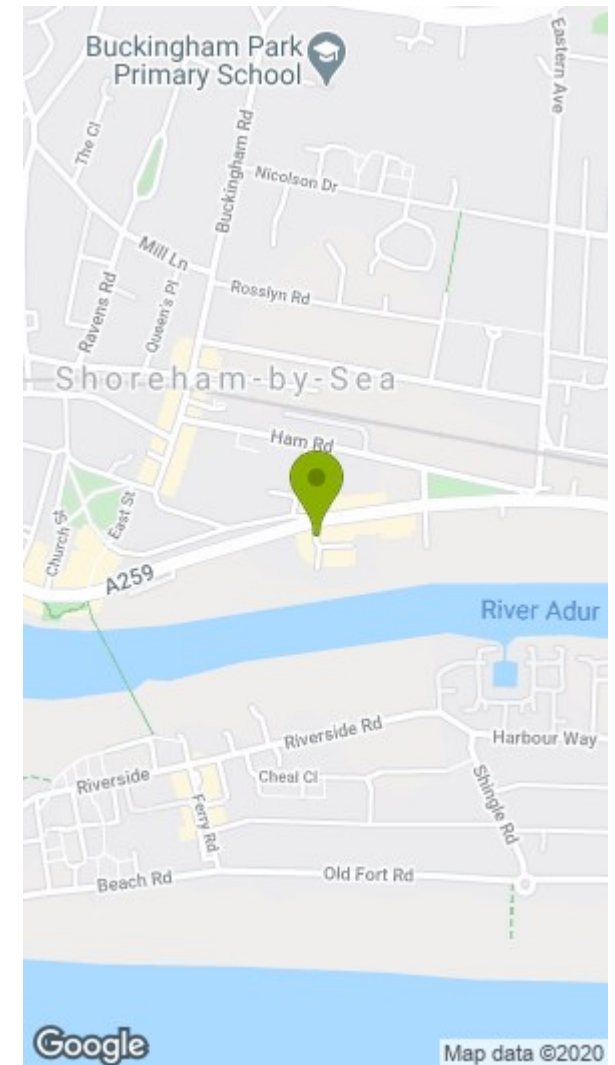 Buckingham Park
Primary School
Eastern Ave
The Cl
Buckingham Rd
Nicolson Dr
Mill Ln
Ravens Rd
Queen's Pl
Rosslyn Rd
Shoreham-by-Sea
Ham Rd
Church St
East St
A259
River Adur
Riverside Rd
Harbour Way
Riverside
Cheal Cl
Shingle Rd
Ferry Rd
Beach Rd
Old Fort Rd
Google
Map data ©2020